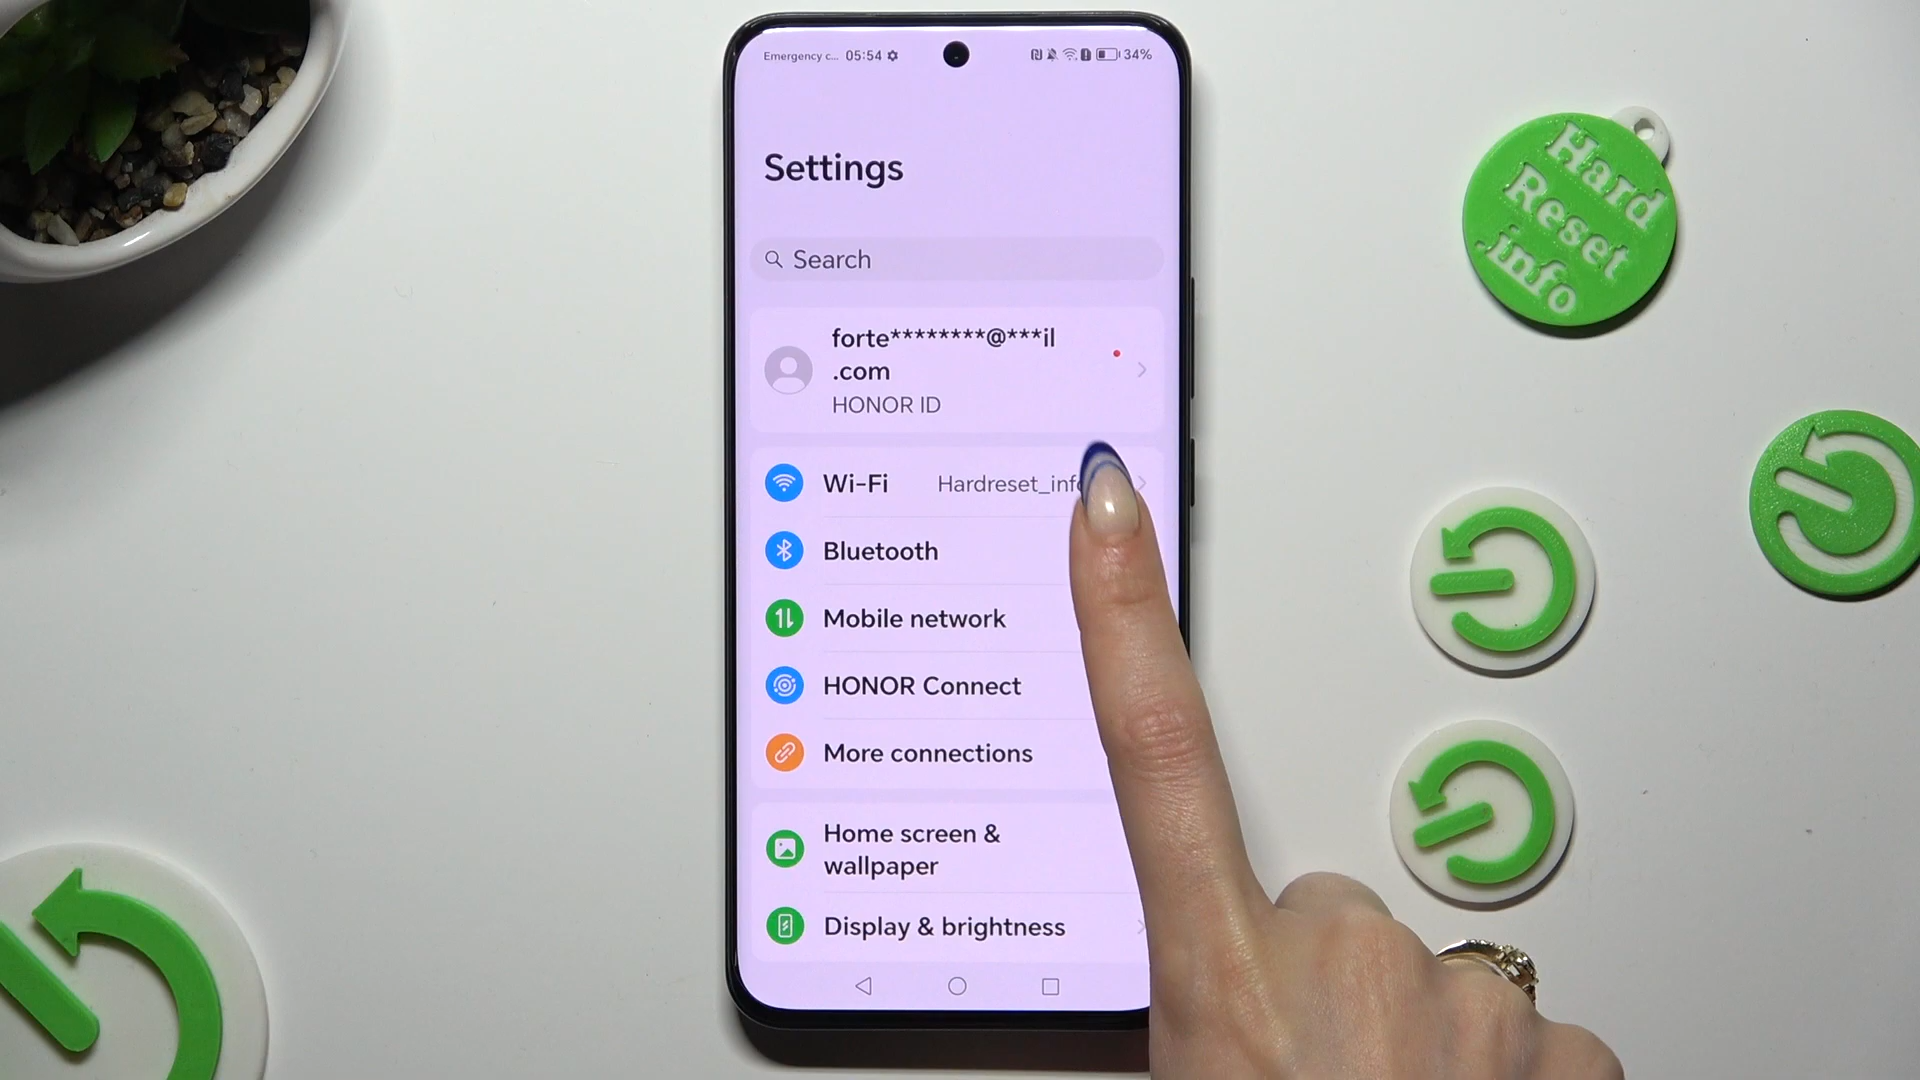 Emergency c... 05:54 34%
Settings
Search
forte********@***il
.com
HONOR ID
Wi-Fi Hardreset_info
Bluetooth
Mobile network
HONOR Connect
More connections
Home screen &
wallpaper
Display & brightness
Hard
Reset
.info